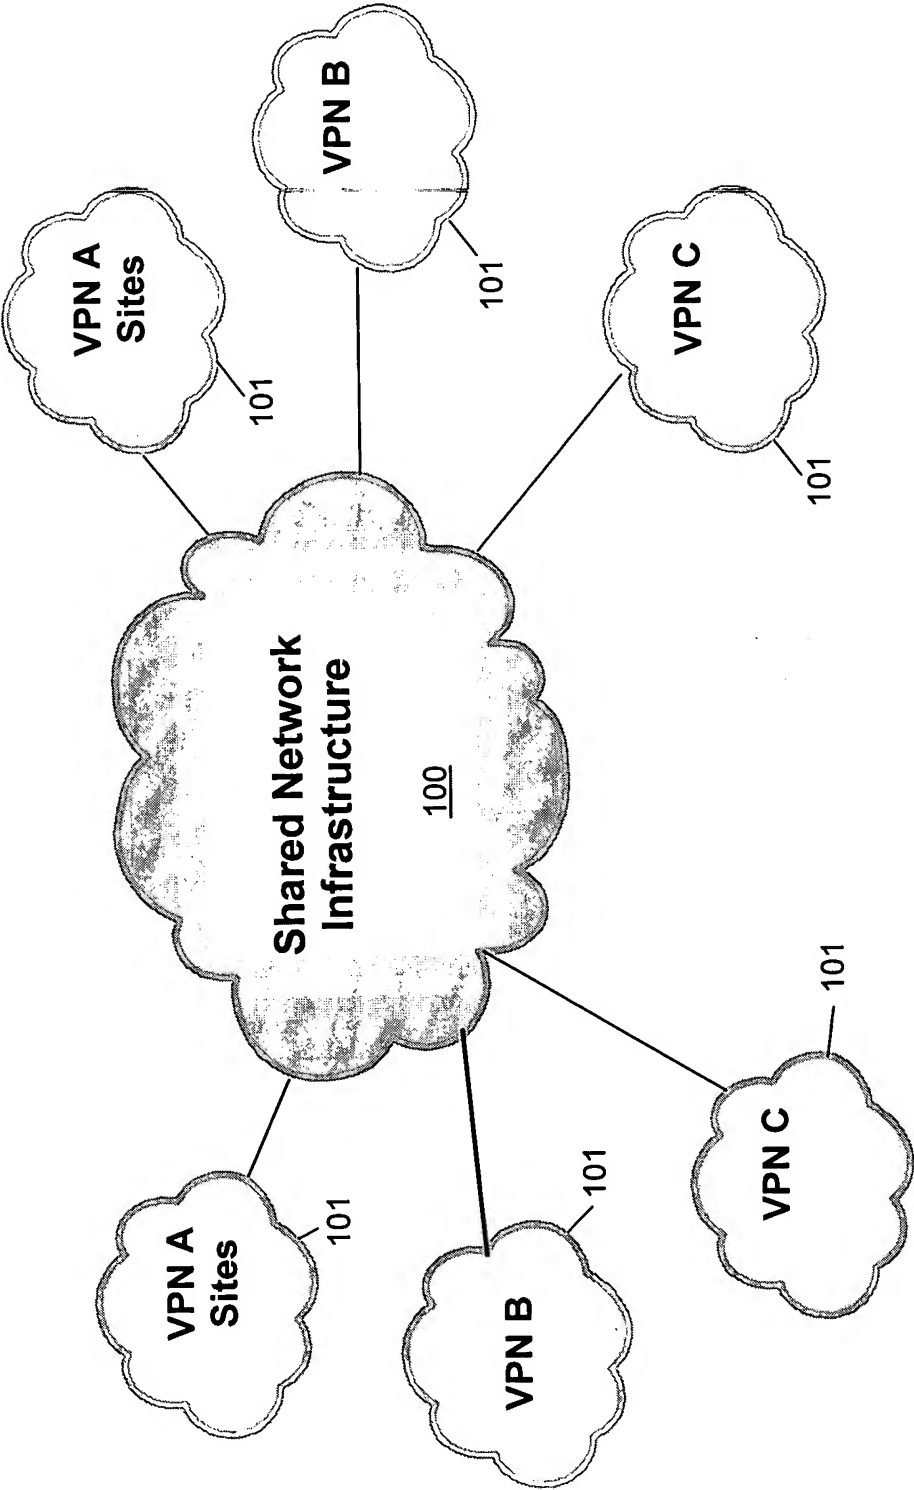 VPN A
Sites
101
VPN A
Sites
101
Shared Network
Infrastructure
100
VPN B
101
VPN B
101
VPN C
101
VPN C
101